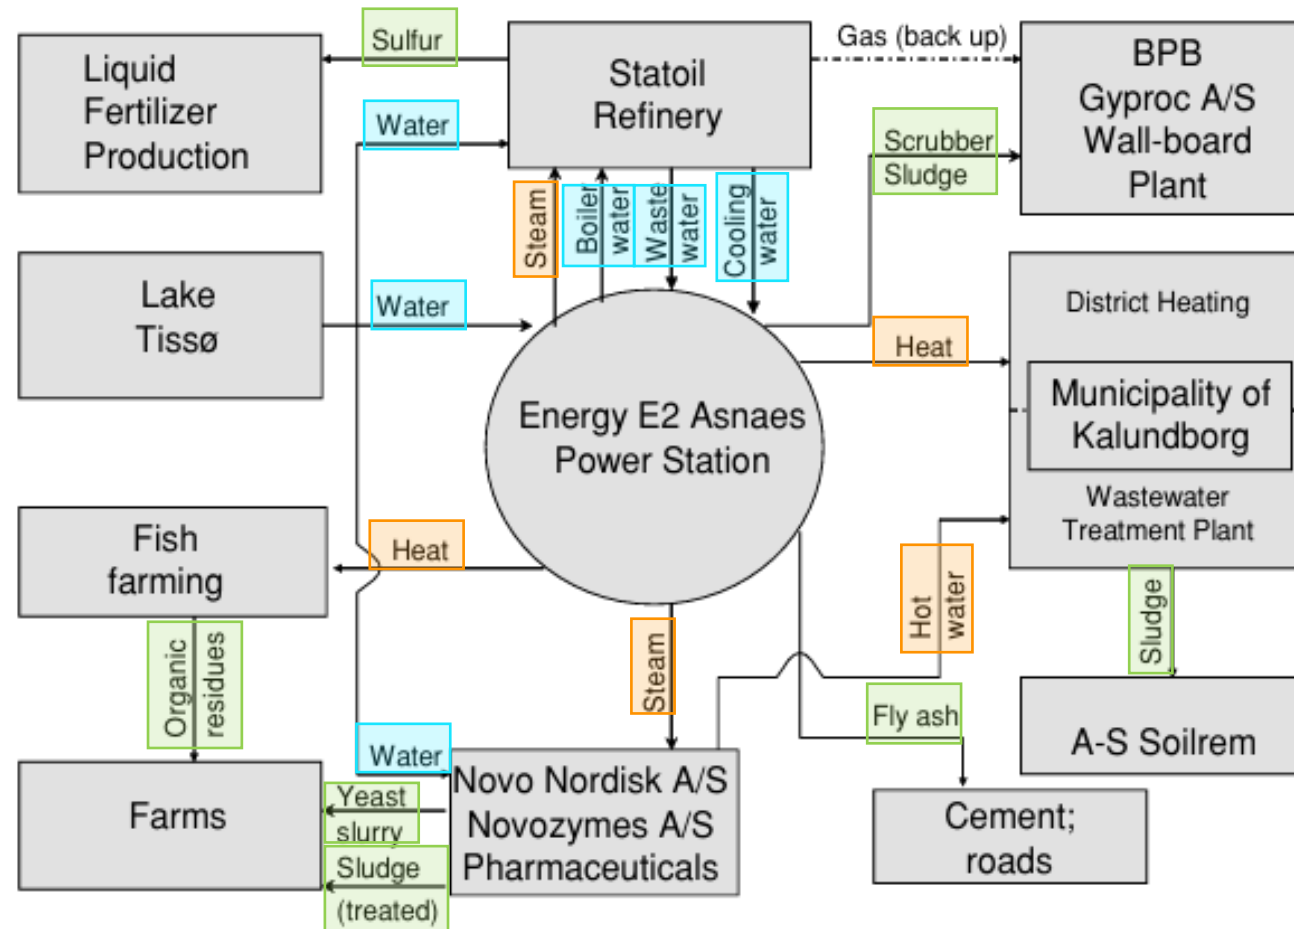 Sulfur
Gas (back up)
Liquid
Fertilizer
Production
Statoil
Refinery
BPB
Gyproc A/S
Wall-board
Plant
Water
Scrubber
Sludge
Steam
Boiler
water
Waste
water
Cooling
water
Lake
Tissø
Water
District Heating
Heat
Municipality of
Kalundborg
Energy E2 Asnaes
Power Station
Wastewater
Treatment Plant
Fish
farming
Heat
Hot
water
Sludge
Organic
residues
Steam
Fly ash
A-S Soilrem
Water
Farms
Yeast
slurry
Sludge
(treated)
Novo Nordisk A/S
Novozymes A/S
Pharmaceuticals
Cement;
roads